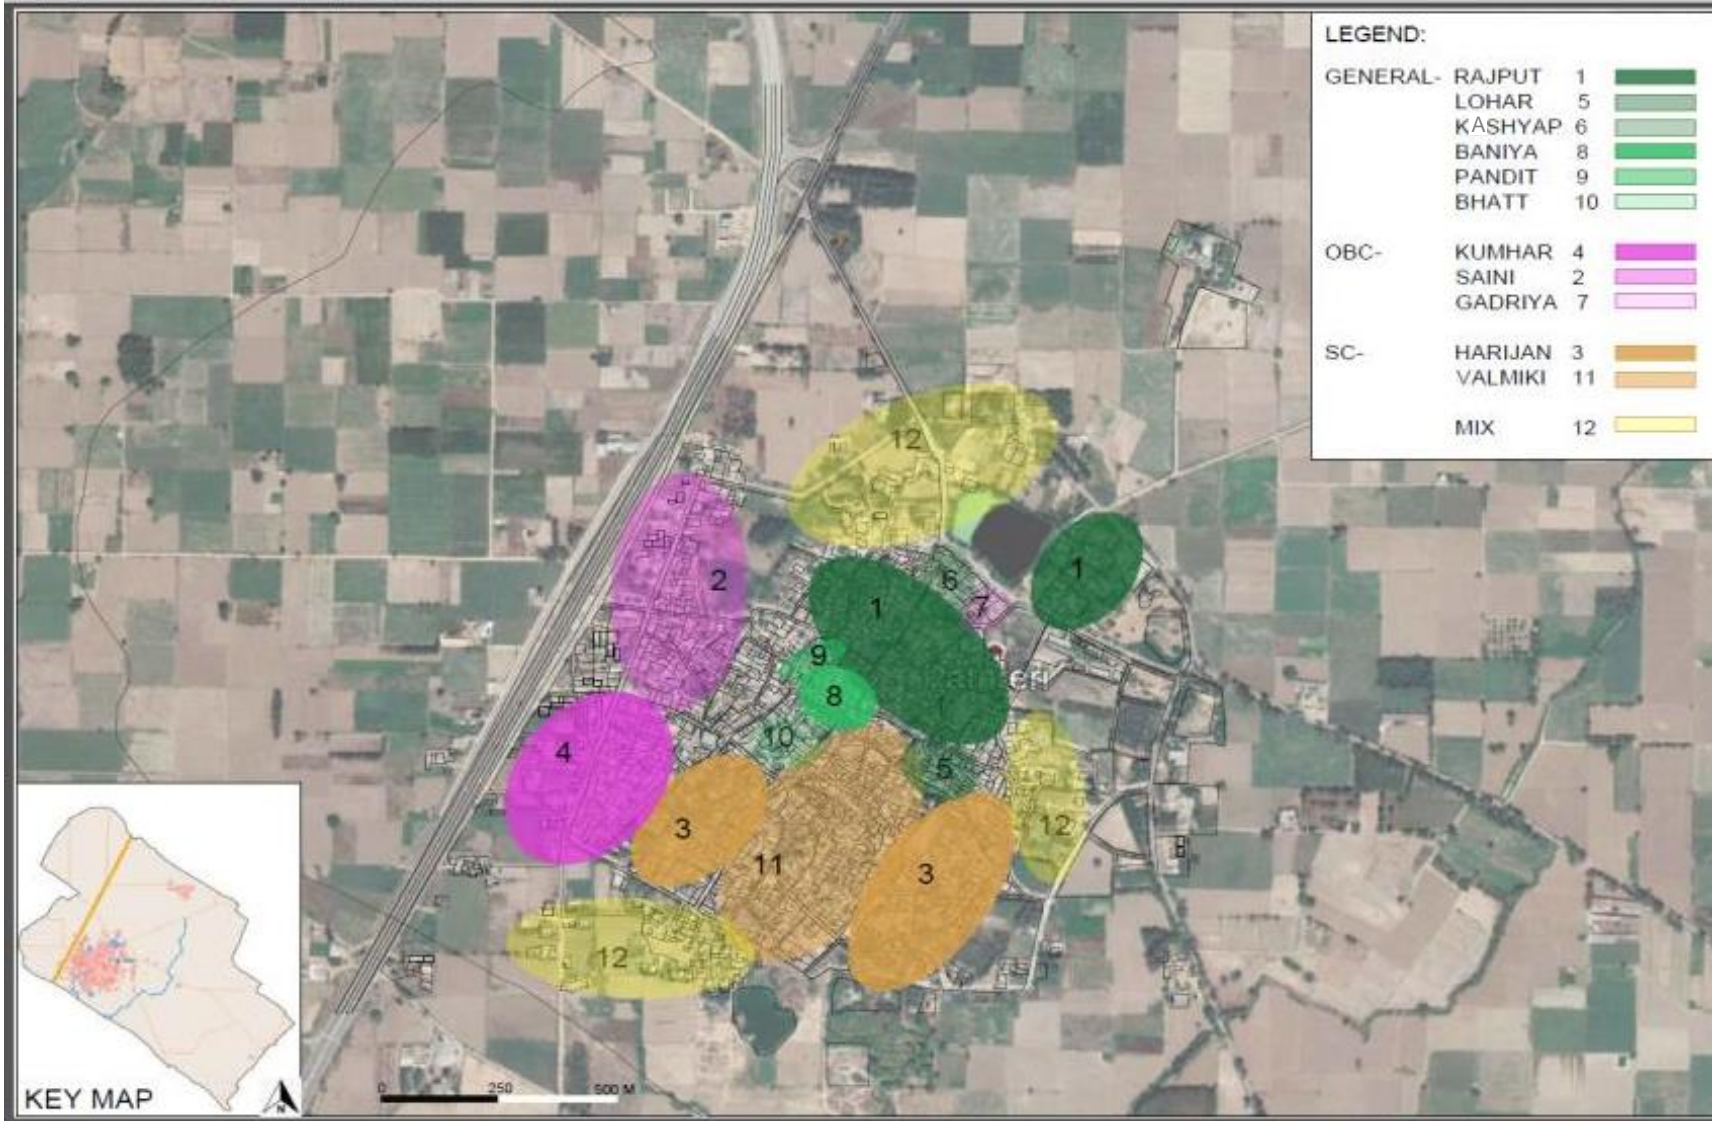 LEGEND:
GENERAL- RAJPUT 1
LOHAR 5
KASHYAP 6
BANIYA 8
PANDIT 9
BHATT 10
OBC- KUMHAR 4
SAINI 2
GADRIYA 7
SC- HARIJAN 3
VALMIKI 11
MIX 12
12
2
1
6
7
1
9
8
10
4
5
3
11
3
12
12
KEY MAP
N
0 250 500 M